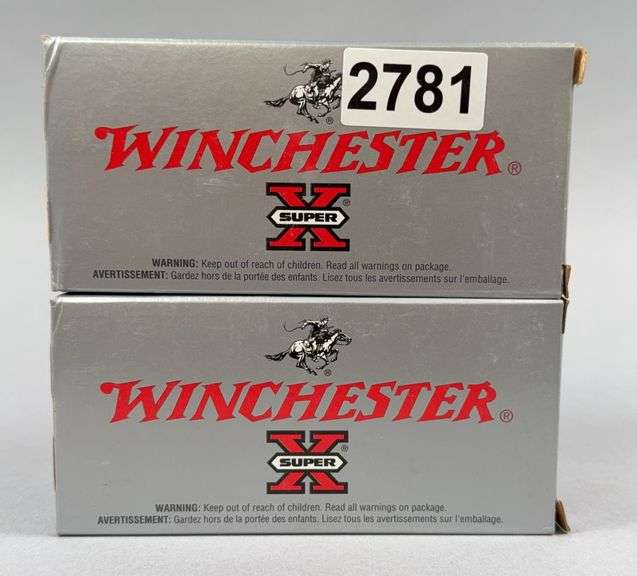 2781
WINCHESTER®
®
SUPER X®
WARNING: Keep out of reach of children. Read all warnings on package.
AVERTISSEMENT: Gardez hors de la portée des enfants. Lisez tous les avertissements sur l'emballage.
®
WINCHESTER®
SUPER X®
WARNING: Keep out of reach of children. Read all warnings on package.
AVERTISSEMENT: Gardez hors de la portée des enfants. Lisez tous les avertissements sur l'emballage.